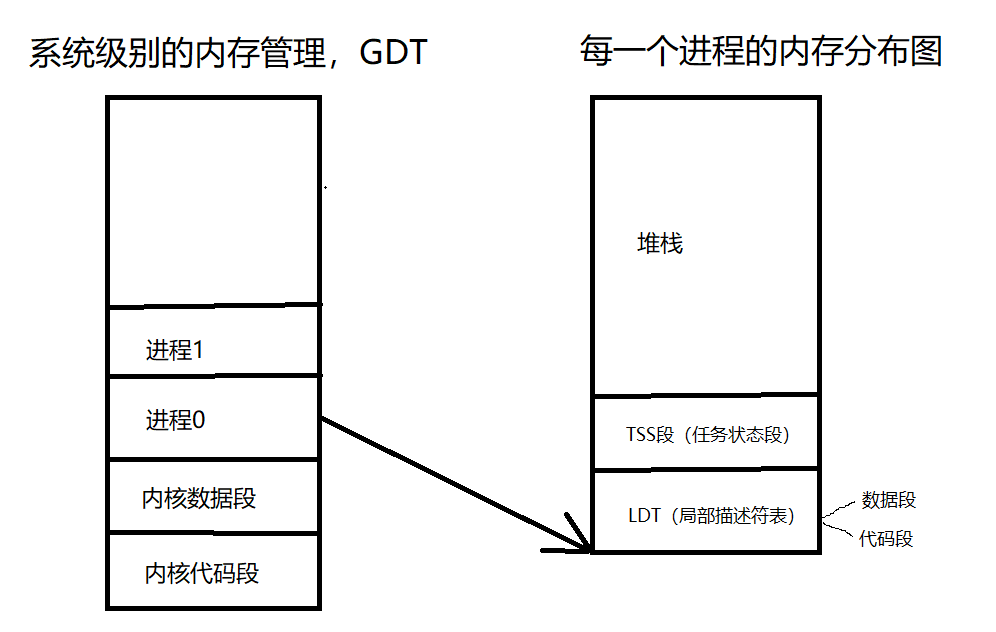 系统级别的内存管理，GDT
每一个进程的内存分布图
进程1
进程0
内核数据段
内核代码段
堆栈
TSS段（任务状态段）
LDT（局部描述符表）
数据段
代码段